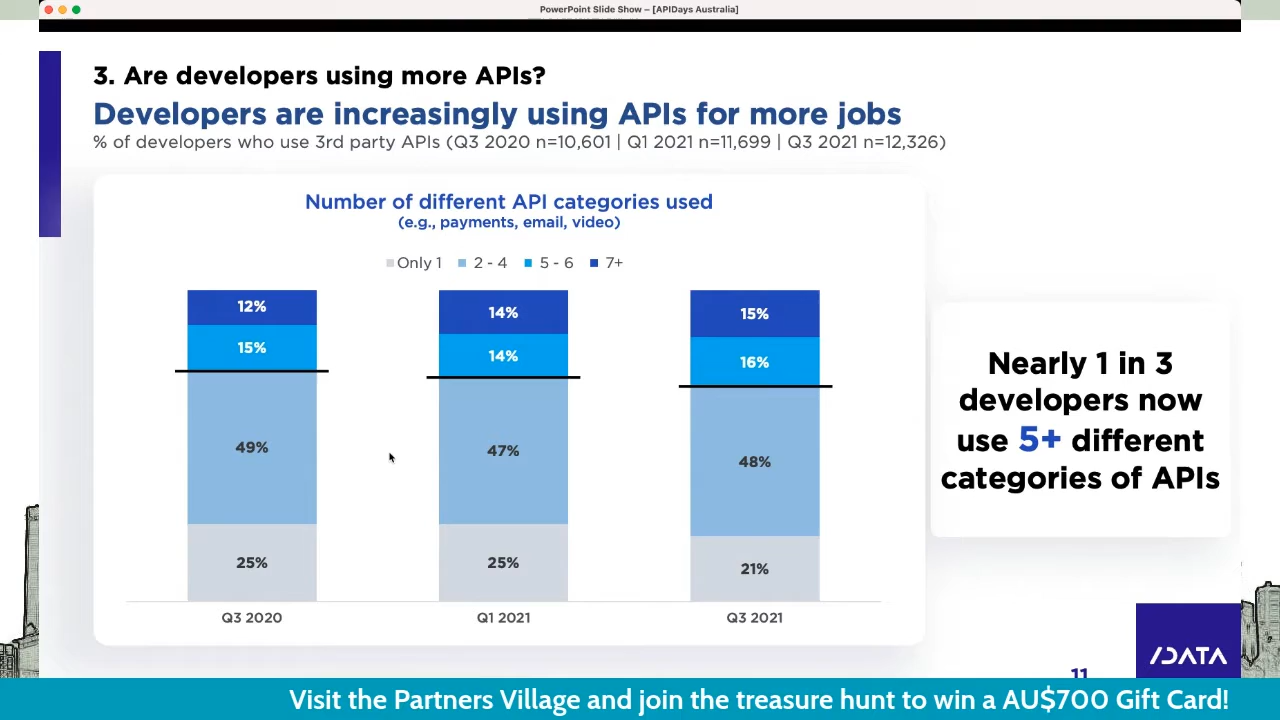 PowerPoint Slide Show – [APIDays Australia]
3. Are developers using more APIs?
Developers are increasingly using APIs for more jobs
% of developers who use 3rd party APIs (Q3 2020 n=10,601 | Q1 2021 n=11,699 | Q3 2021 n=12,326)
Number of different API categories used
(e.g., payments, email, video)
Only 1 2 - 4 5 - 6 7+
12% 14% 15%
15% 14% 16%
49% 47% 48%
25% 25% 21%
Q3 2020 Q1 2021 Q3 2021
Nearly 1 in 3
developers now
use 5+ different
categories of APIs
/DATA
11
Visit the Partners Village and join the treasure hunt to win a AU$700 Gift Card!